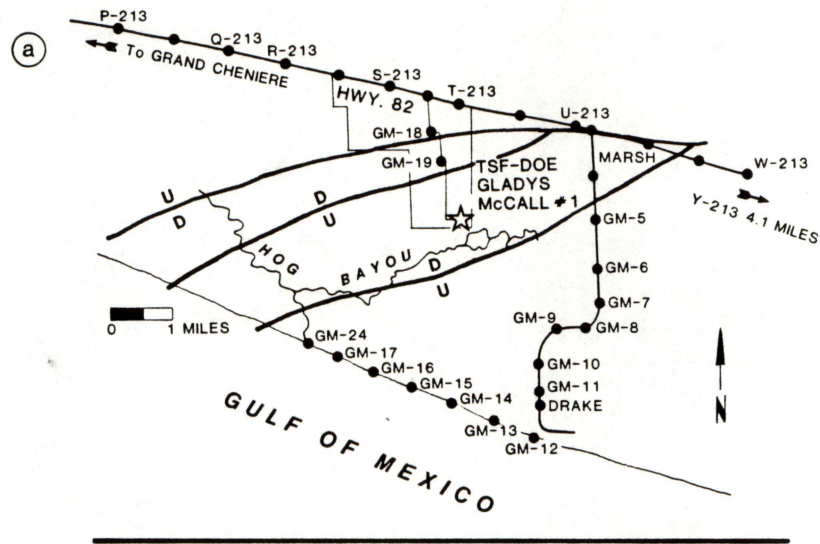 a
P-213
Q-213
R-213
To GRAND CHENIERE
S-213
HWY. 82
T-213
U-213
GM-18
GM-19
MARSH
W-213
TSF-DOE
GLADYS
McCALL #1
Y-213 4.1 MILES
U
D
D
U
GM-5
HOG
BAYOU
D
U
GM-6
GM-7
0 1 MILES
GM-9
GM-8
GM-24
GM-17
GM-16
GM-10
GM-15
GM-11
GM-14
DRAKE
N
GM-13
GM-12
GULF OF MEXICO